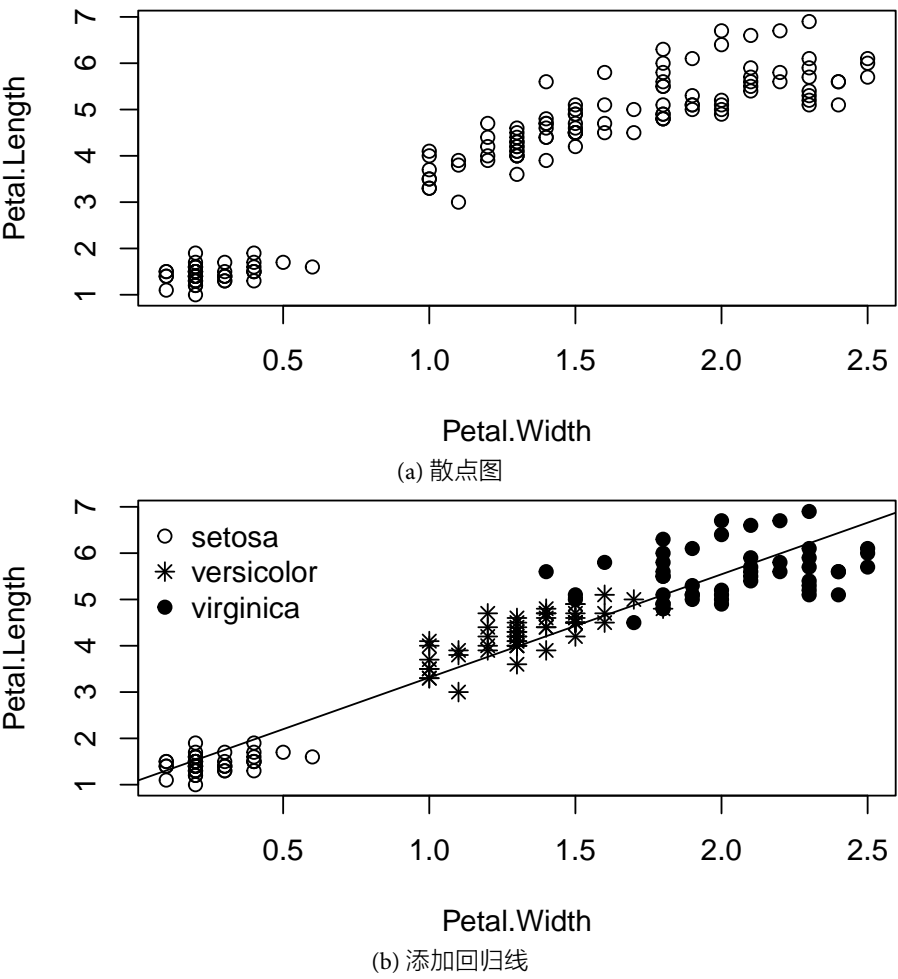 7
6
5
4
3
2
1
Petal.Length
0.5 1.0 1.5 2.0 2.5
Petal.Width
(a) 散点图
7
6
5
4
3
2
1
Petal.Length
setosa
versicolor
virginica
0.5 1.0 1.5 2.0 2.5
Petal.Width
(b) 添加回归线